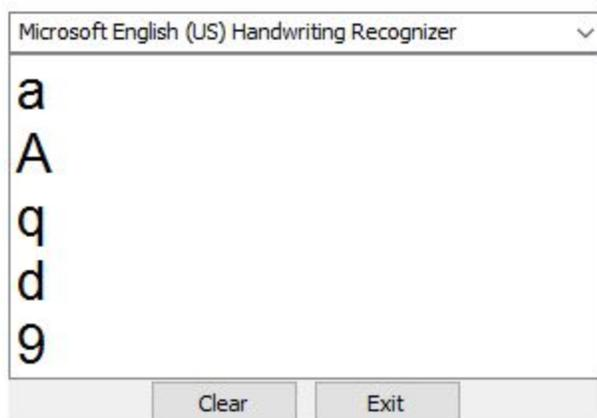 Microsoft English (US) Handwriting Recognizer
a
A
q
d
9
Clear Exit